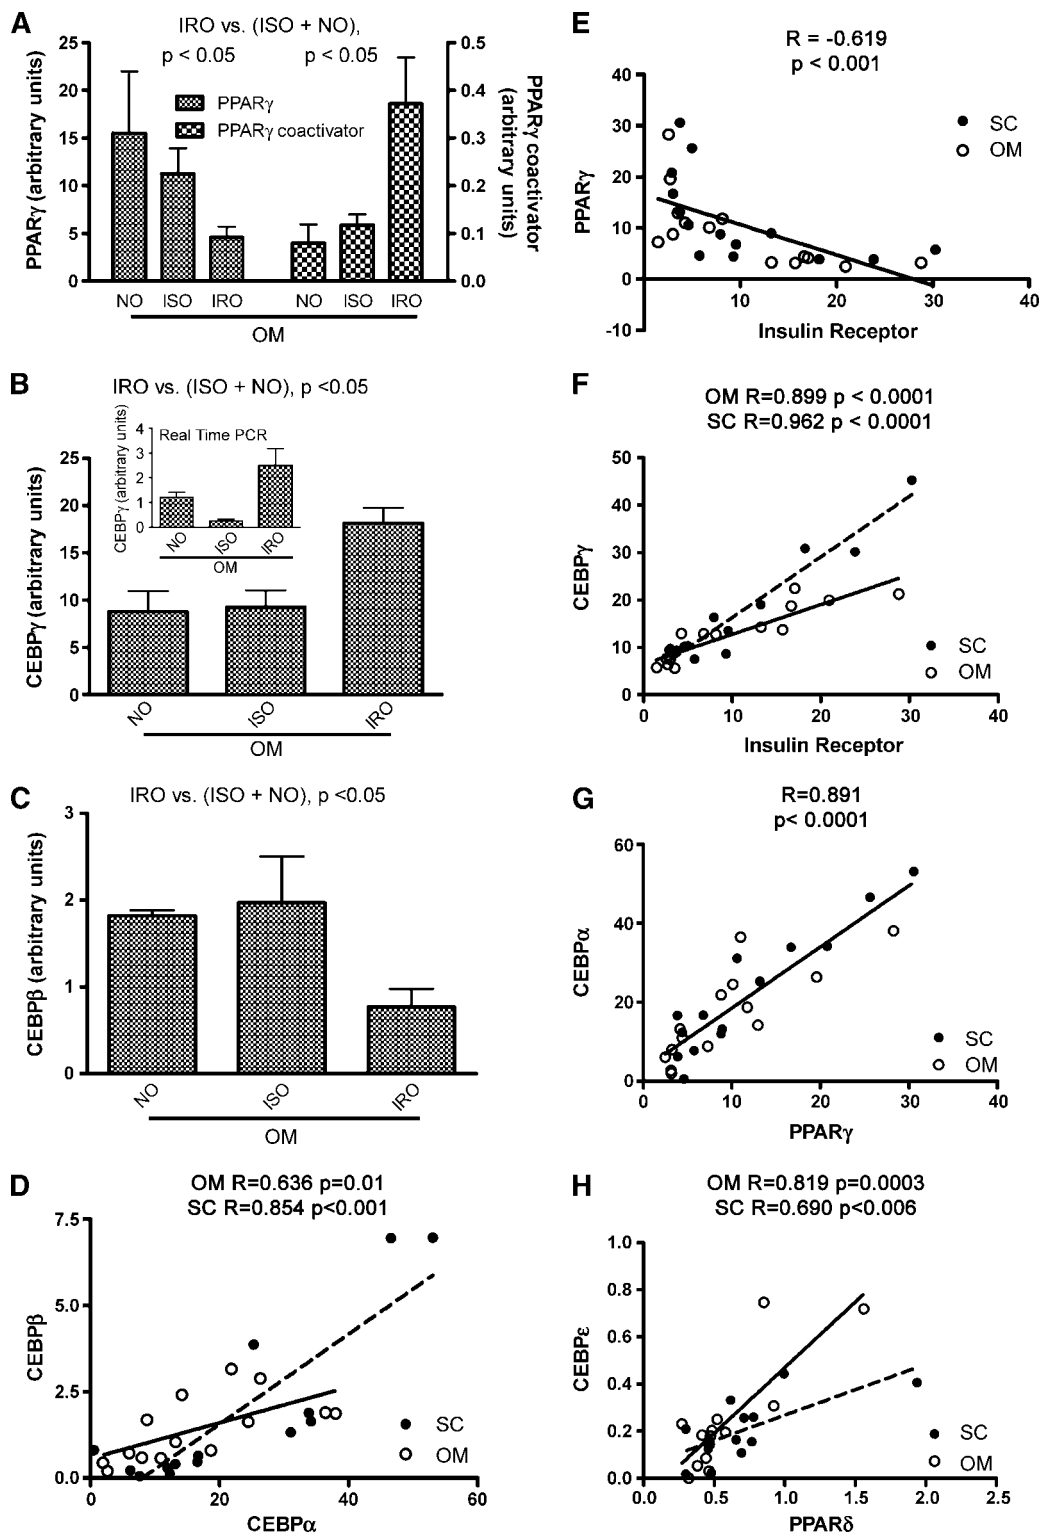 A
IRO vs. (ISO + NO),
p < 0.05
p < 0.05
PPARγ (arbitrary units)
25
20
15
10
5
0
PPARγ
PPARγ coactivator
0.5
0.4
0.3
0.2
0.1
0.0
PPARγ coactivator
(arbitrary units)
NO ISO IRO
NO ISO IRO
OM
B
IRO vs. (ISO + NO), p <0.05
CEBPγ (arbitrary units)
25
20
15
10
5
0
CEBPγ (arbitrary units)
4
3
2
1
0
Real Time PCR
NO
ISO
IRO
OM
NO
ISO
IRO
OM
C
IRO vs. (ISO + NO), p <0.05
CEBPβ (arbitrary units)
3
2
1
0
NO
ISO
IRO
OM
D
OM R=0.636 p=0.01
SC R=0.854 p<0.001
CEBPβ
7.5
5.0
2.5
0.0
SC
OM
0 20 40 60
CEBPα
E
R = -0.619
p < 0.001
PPARγ
40
30
20
10
0
-10
SC
OM
10 20 30 40
Insulin Receptor
F
OM R=0.899 p < 0.0001
SC R=0.962 p < 0.0001
CEBPγ
50
40
30
20
10
0
SC
OM
0 10 20 30 40
Insulin Receptor
G
R=0.891
p< 0.0001
CEBPα
60
40
20
0
SC
OM
0 10 20 30 40
PPARγ
H
OM R=0.819 p=0.0003
SC R=0.690 p<0.006
CEBPε
1.0
0.8
0.6
0.4
0.2
0.0
SC
OM
0.0 0.5 1.0 1.5 2.0 2.5
PPARδ